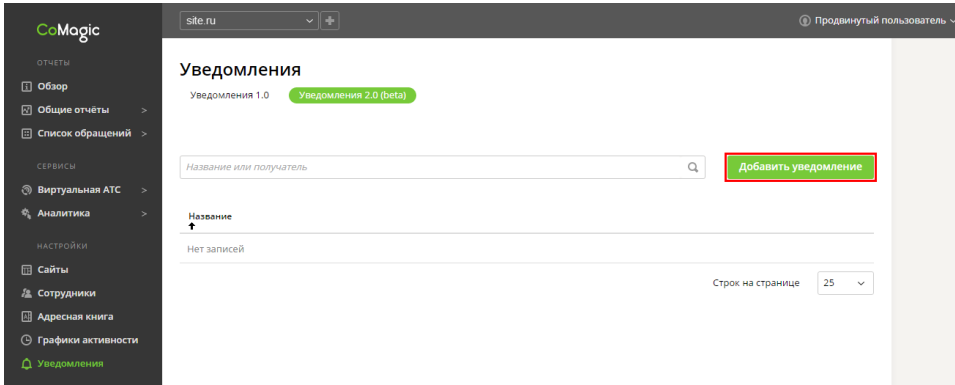 CoMagic
site.ru
Продвинутый пользователь
ОТЧЕТЫ
Обзор
Общие отчёты
Список обращений
СЕРВИСЫ
Виртуальная АТС
Аналитика
НАСТРОЙКИ
Сайты
Сотрудники
Адресная книга
Графики активности
Уведомления
Уведомления
Уведомления 1.0 Уведомления 2.0 (beta)
Название или получатель
Добавить уведомление
Название
Нет записей
Строк на странице 25